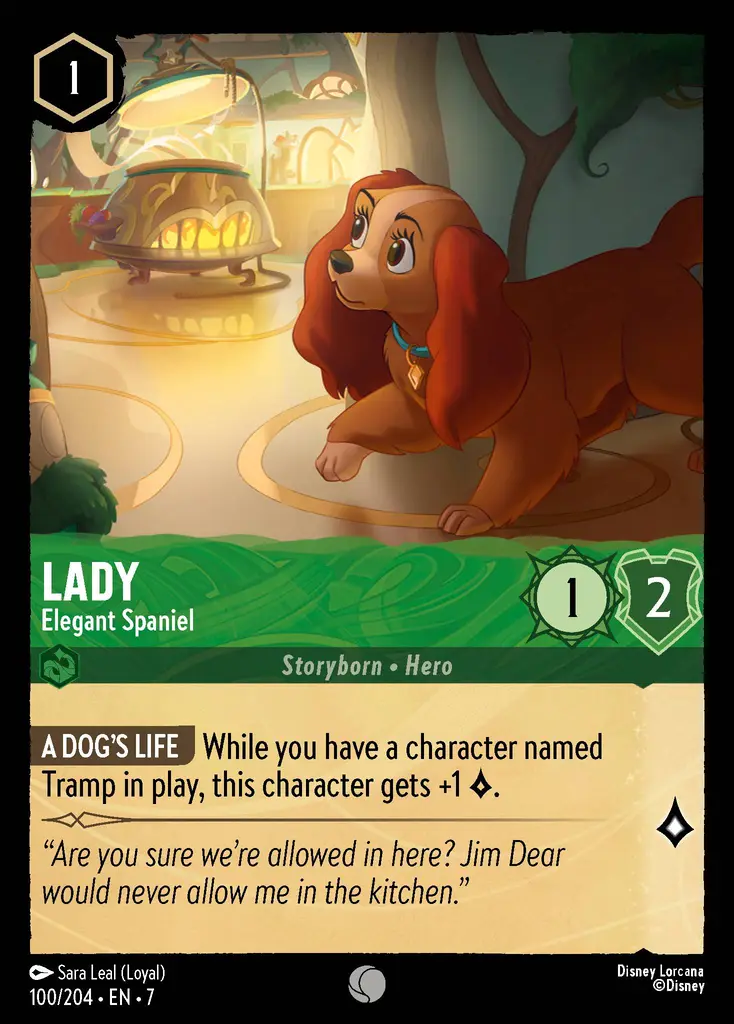 1
LADY
Elegant Spaniel
1
2
Storyborn • Hero
A DOG'S LIFE While you have a character named
Tramp in play, this character gets +1 .
“Are you sure we're allowed in here? Jim Dear
would never allow me in the kitchen.”
Sara Leal (Loyal)
100/204 • EN • 7
Disney Lorcana
©Disney